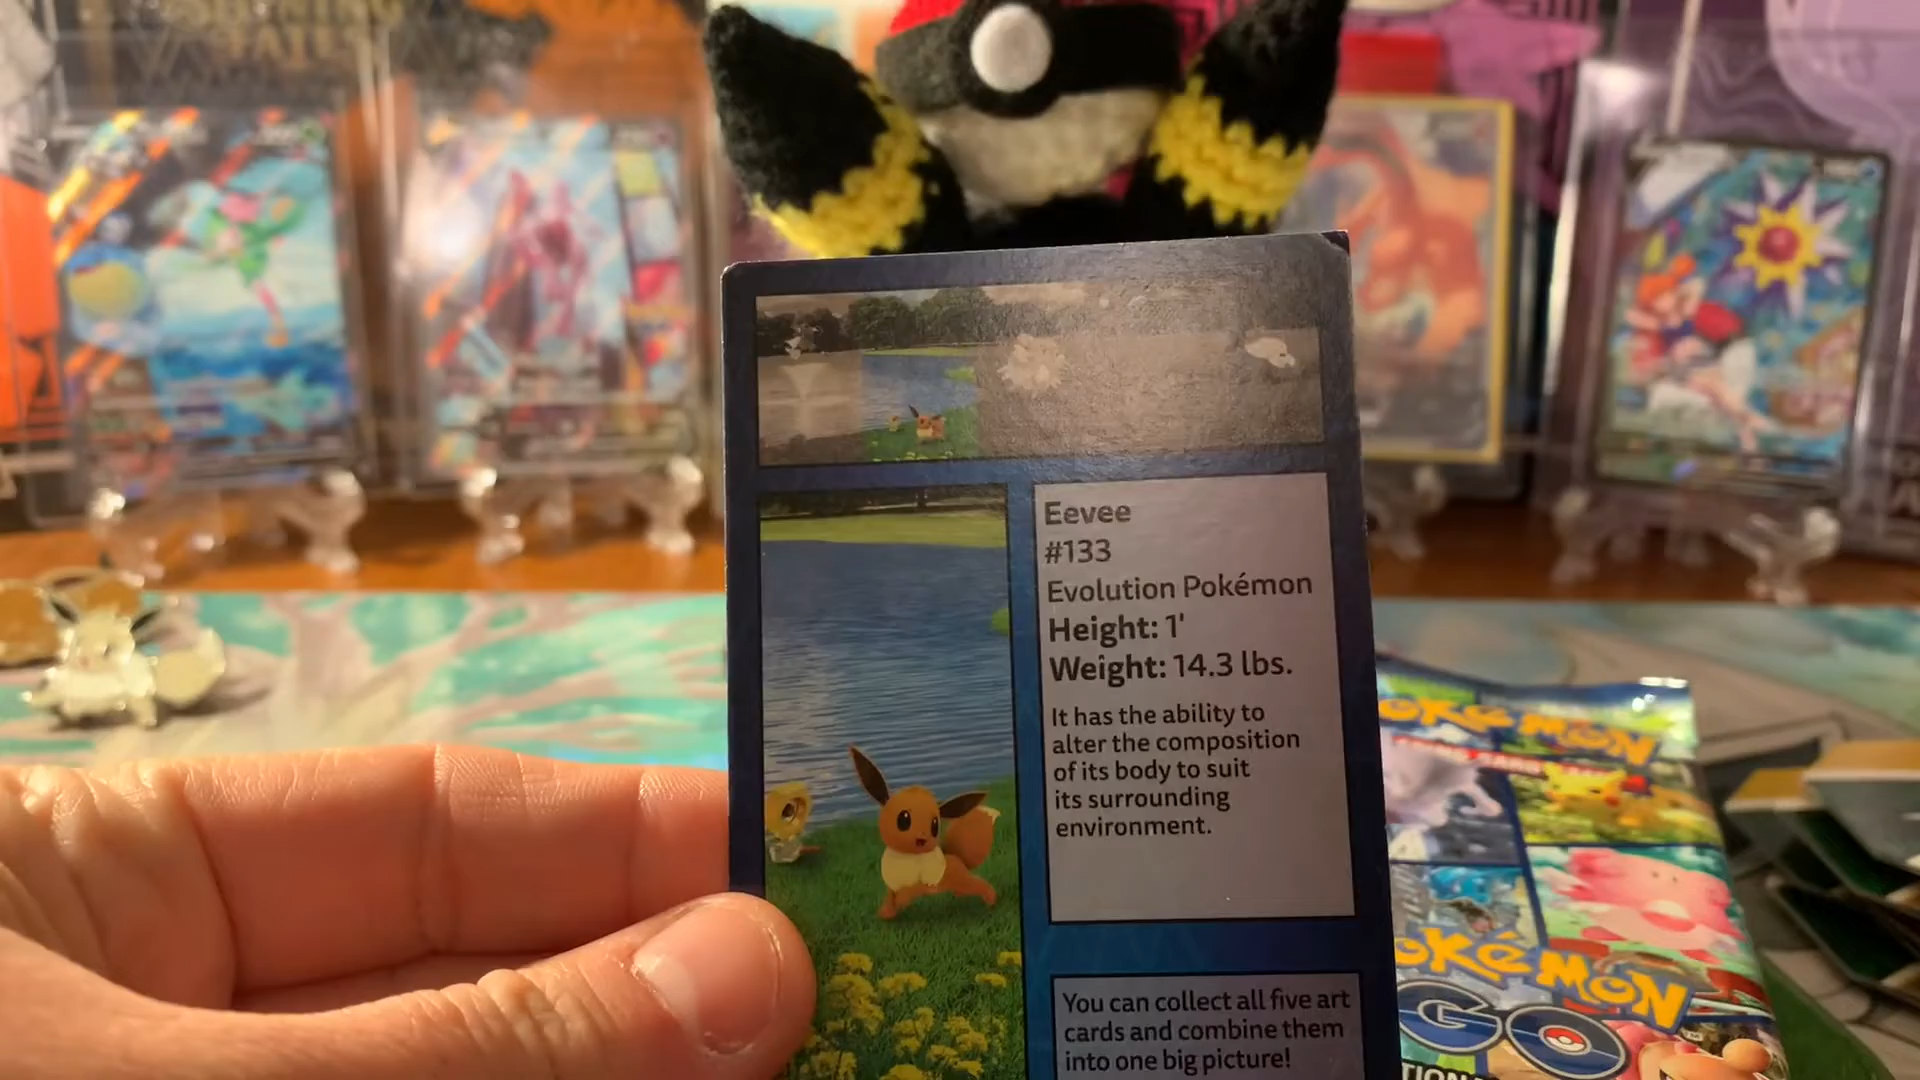 Eevee
#133
Evolution Pokémon
Height: 1'
Weight: 14.3 lbs.
It has the ability to
alter the composition
of its body to suit
its surrounding
environment.
You can collect all five art
cards and combine them
into one big picture!
POKéMON
POKéMON
GO